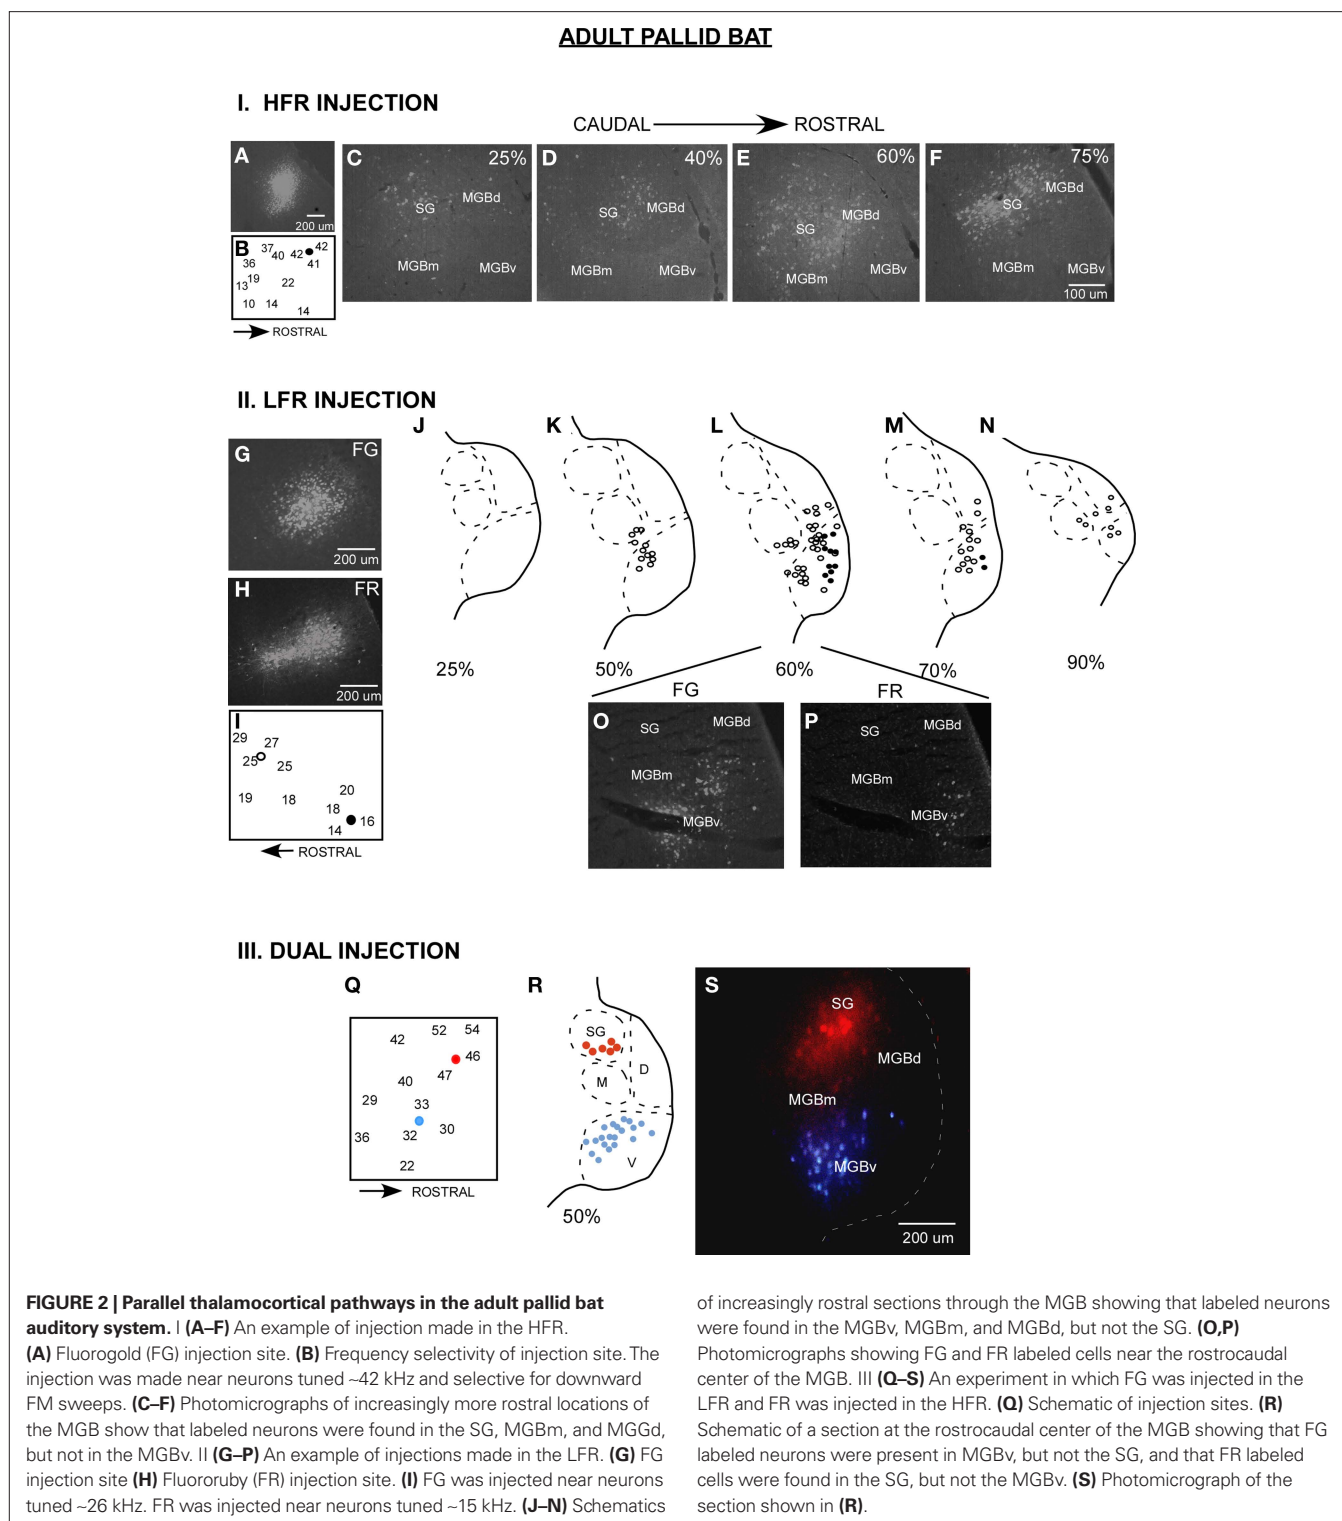 ADULT PALLID BAT
I. HFR INJECTION
CAUDAL ROSTRAL
A
200 um
B
37 42 42
40
36 41
13 19 22
10 14 14
ROSTRAL
C 25%
SG MGBd
MGBm MGBv
D 40%
SG MGBd
MGBm MGBv
E 60%
SG MGBd
MGBm MGBv
F 75%
SG MGBd
MGBm MGBv
100 um
II. LFR INJECTION
G FG
200 um
H FR
200 um
I
29 27
25 25
19 18 20
18
14 16
ROSTRAL
J K L M N
25% 50% 60% 70% 90%
FG FR
O SG MGBd
MGBm
MGBv
P SG MGBd
MGBm
MGBv
III. DUAL INJECTION
Q
42 52 54
46
40 47
29 33
36 32 30
22
ROSTRAL
R
SG
D
M
V
50%
S
SG
MGBd
MGBm
MGBv
200 um
FIGURE 2 | Parallel thalamocortical pathways in the adult pallid bat
auditory system. I (A–F) An example of injection made in the HFR.
(A) Fluorogold (FG) injection site. (B) Frequency selectivity of injection site. The
injection was made near neurons tuned ~42 kHz and selective for downward
FM sweeps. (C–F) Photomicrographs of increasingly more rostral locations of
the MGB show that labeled neurons were found in the SG, MGBm, and MGGd,
but not in the MGBv. II (G–P) An example of injections made in the LFR. (G) FG
injection site (H) Fluororuby (FR) injection site. (I) FG was injected near neurons
tuned ~26 kHz. FR was injected near neurons tuned ~15 kHz. (J–N) Schematics
of increasingly rostral sections through the MGB showing that labeled neurons
were found in the MGBv, MGBm, and MGBd, but not the SG. (O,P)
Photomicrographs showing FG and FR labeled cells near the rostrocaudal
center of the MGB. III (Q–S) An experiment in which FG was injected in the
LFR and FR was injected in the HFR. (Q) Schematic of injection sites. (R)
Schematic of a section at the rostrocaudal center of the MGB showing that FG
labeled neurons were present in MGBv, but not the SG, and that FR labeled
cells were found in the SG, but not the MGBv. (S) Photomicrograph of the
section shown in (R).